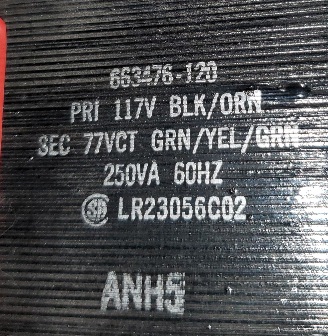 663476-120
PRI 117V BLK/ORN
SEC 77VCT GRN/YEL/GRN
250VA 60HZ
LR23056C02
ANH5